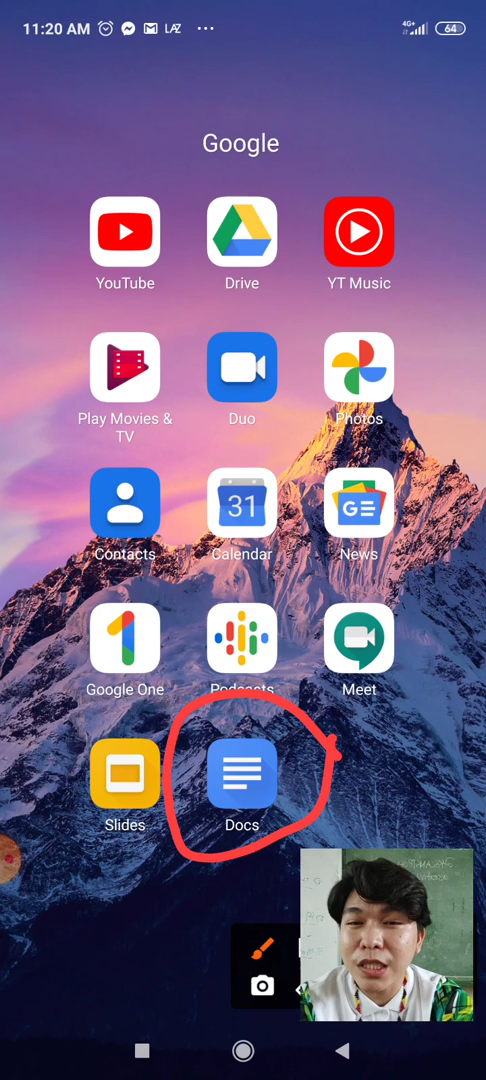 11:20 AM LAZ ... 4G+ 64
Google
YouTube Drive YT Music
Play Movies & TV Duo Photos
31 GE
Contacts Calendar News
Google One Podcasts Meet
Slides Docs